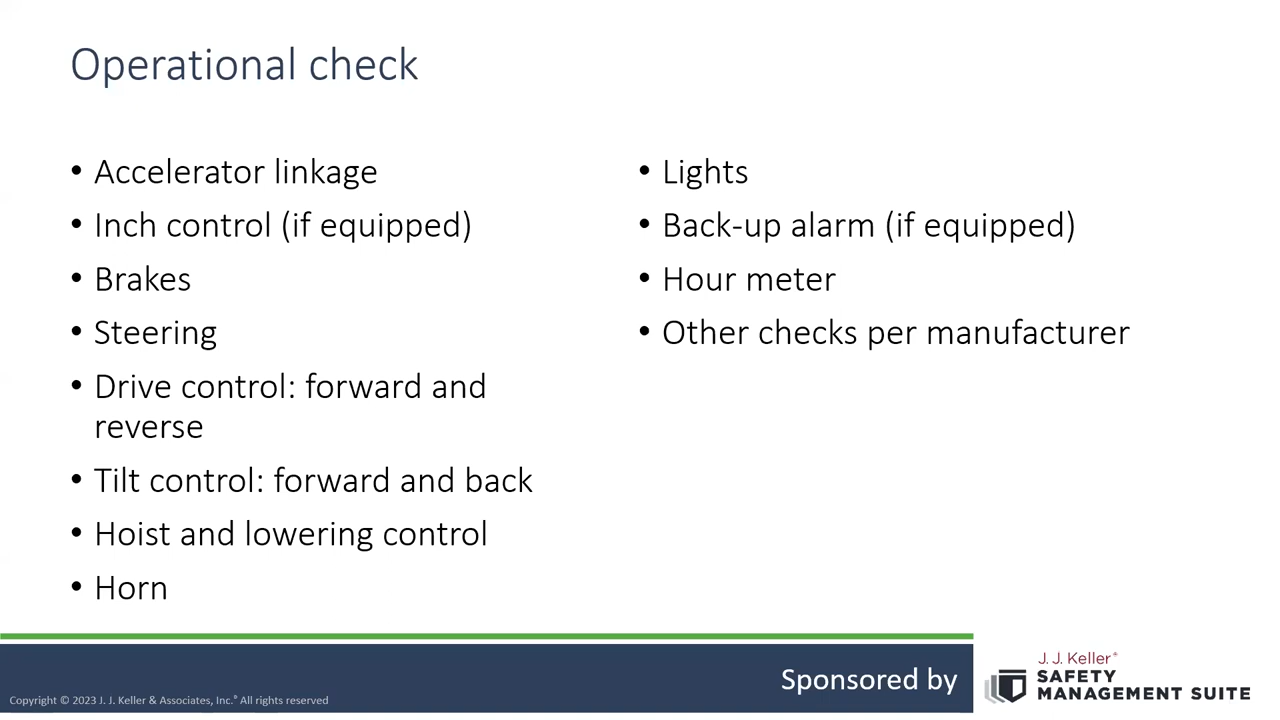 Operational check
• Accelerator linkage
• Inch control (if equipped)
• Brakes
• Steering
• Drive control: forward and
reverse
• Tilt control: forward and back
• Hoist and lowering control
• Horn
• Lights
• Back-up alarm (if equipped)
• Hour meter
• Other checks per manufacturer
Sponsored by
J. J. Keller®
SAFETY
MANAGEMENT SUITE
Copyright © 2023 J. J. Keller & Associates, Inc.® All rights reserved